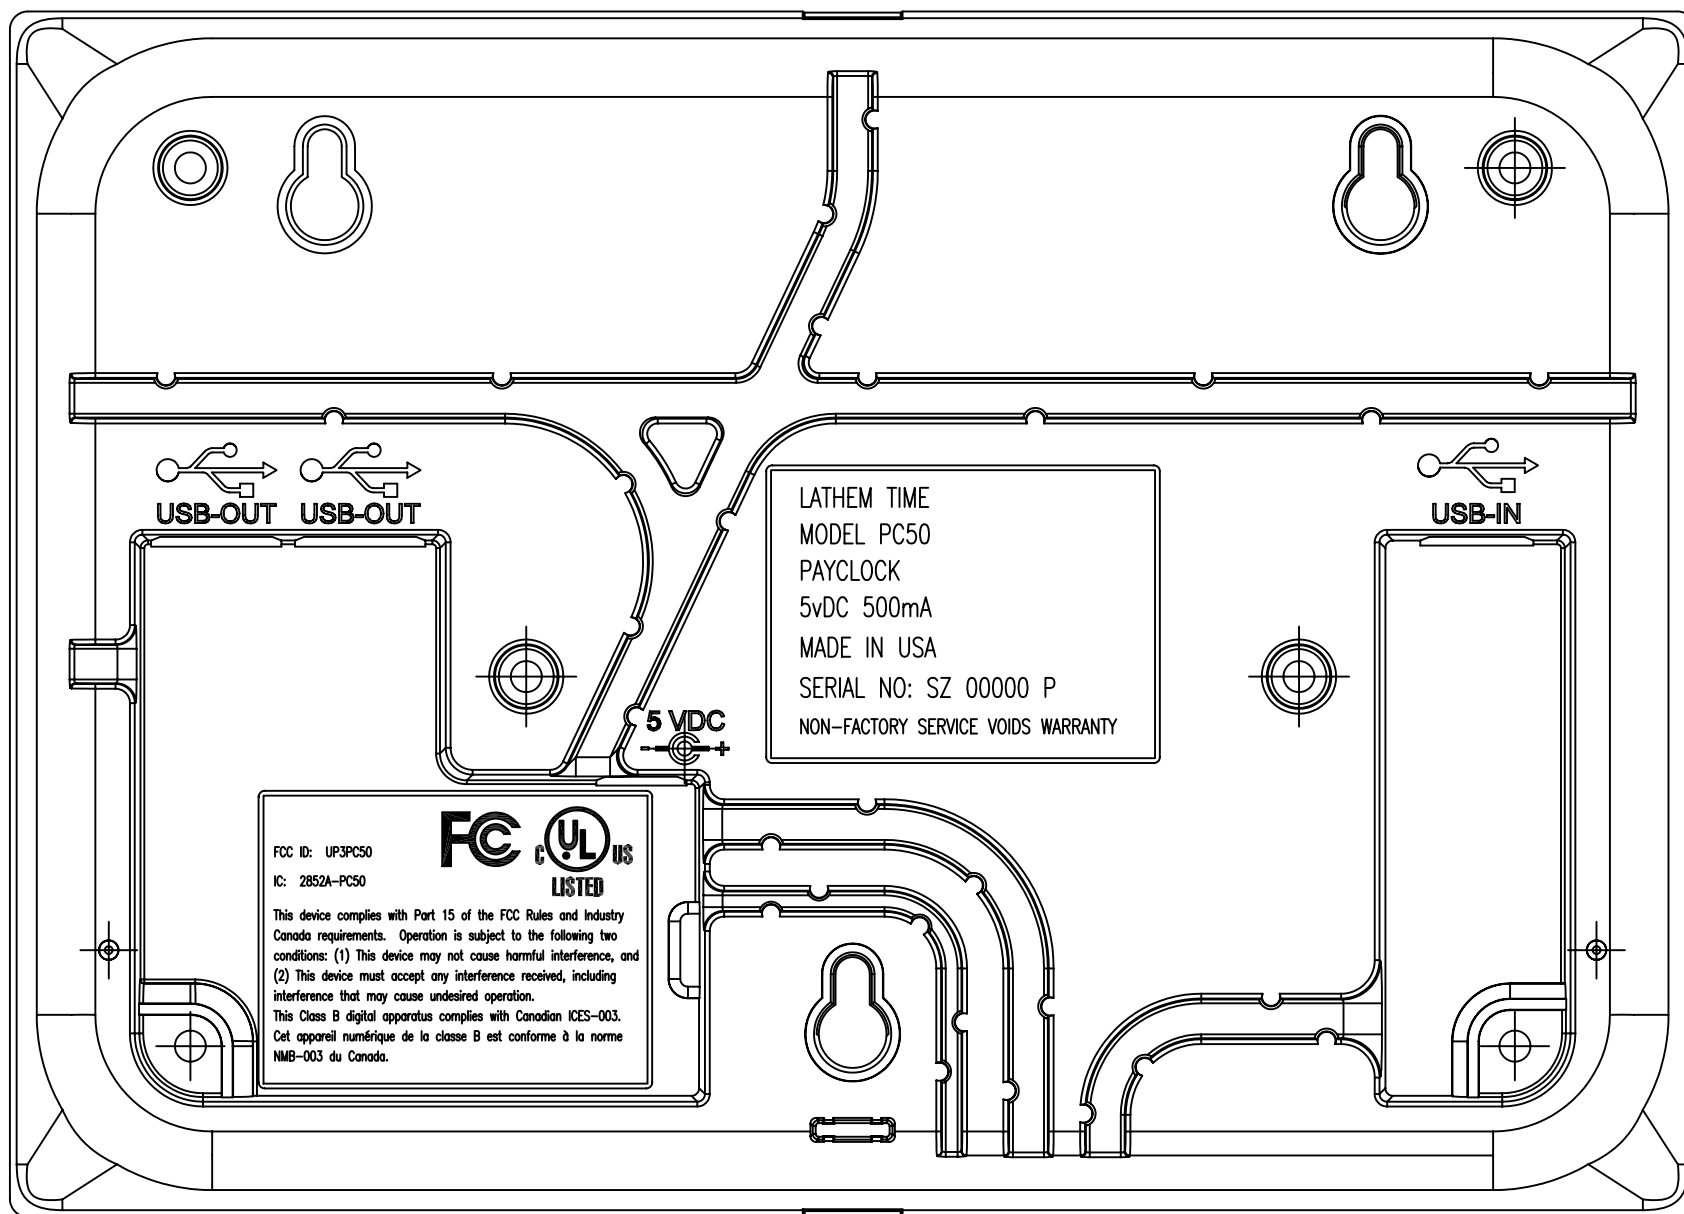 USB-OUT USB-OUT
USB-IN
LATHEM TIME
MODEL PC50
PAYCLOCK
5vDC 500mA
MADE IN USA
SERIAL NO: SZ 00000 P
NON-FACTORY SERVICE VOIDS WARRANTY
5 VDC
- +
FC
C UL US
LISTED
FCC ID: UP3PC50
IC: 2852A-PC50
This device complies with Part 15 of the FCC Rules and Industry
Canada requirements. Operation is subject to the following two
conditions: (1) This device may not cause harmful interference, and
(2) This device must accept any interference received, including
interference that may cause undesired operation.
This Class B digital apparatus complies with Canadian ICES-003.
Cet appareil numérique de la classe B est conforme à la norme
NMB-003 du Canada.